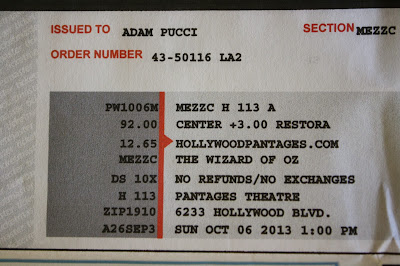 ISSUED TO ADAM PUCCI SECTION MEZZC
ORDER NUMBER 43-50116 LA2
PW1006M MEZZC H 113 A
92.00 CENTER +3.00 RESTORA
12.65 HOLLYWOODPANTAGES.COM
MEZZC THE WIZARD OF OZ
DS 10X NO REFUNDS/NO EXCHANGES
H 113 PANTAGES THEATRE
ZIP1910 6233 HOLLYWOOD BLVD.
A26SEP3 SUN OCT 06 2013 1:00 PM